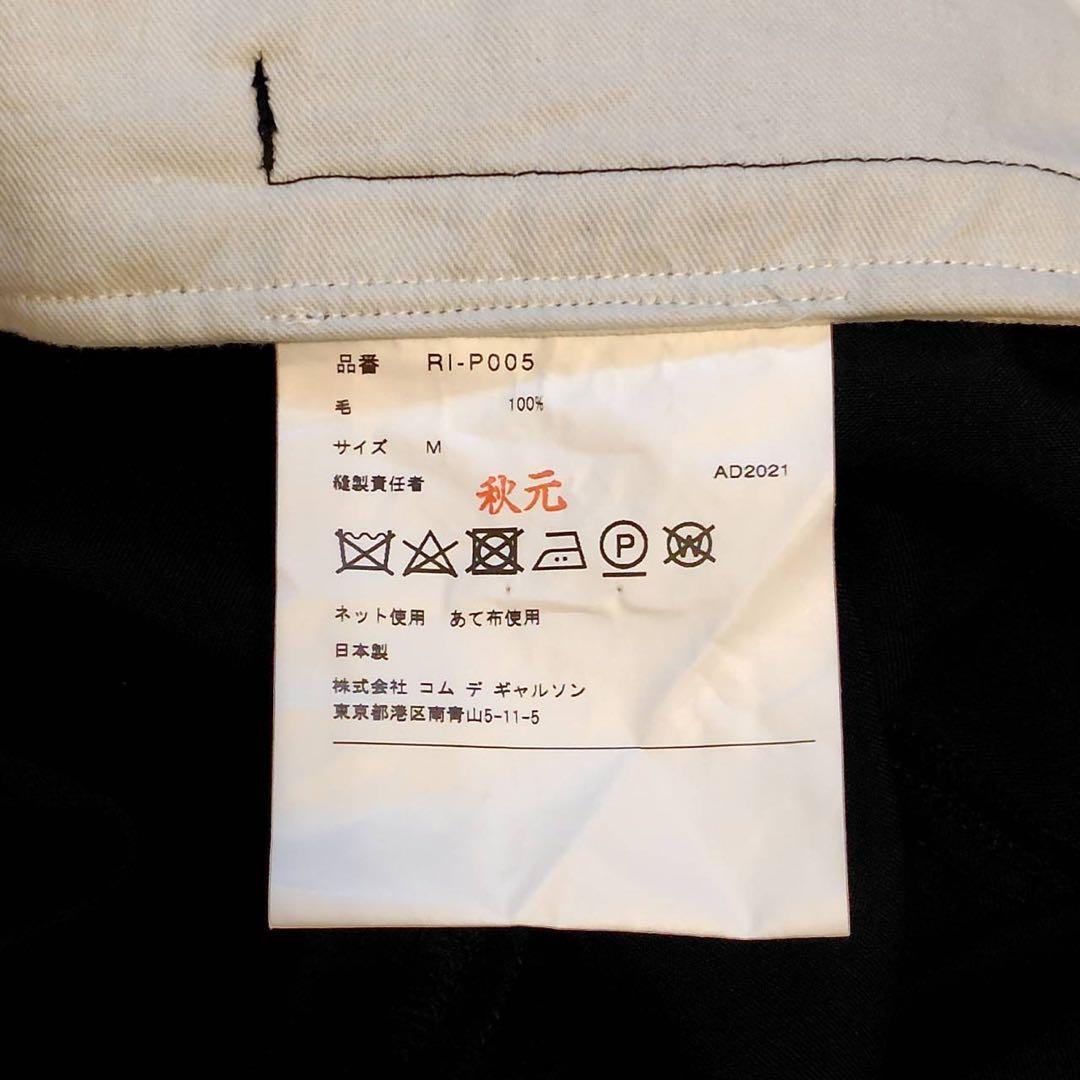 品番 RI-P005
毛 100%
サイズ M
縫製責任者 秋元 AD2021
P W
ネット使用 あて布使用
日本製
株式会社 コム デ ギャルソン
東京都港区南青山5-11-5